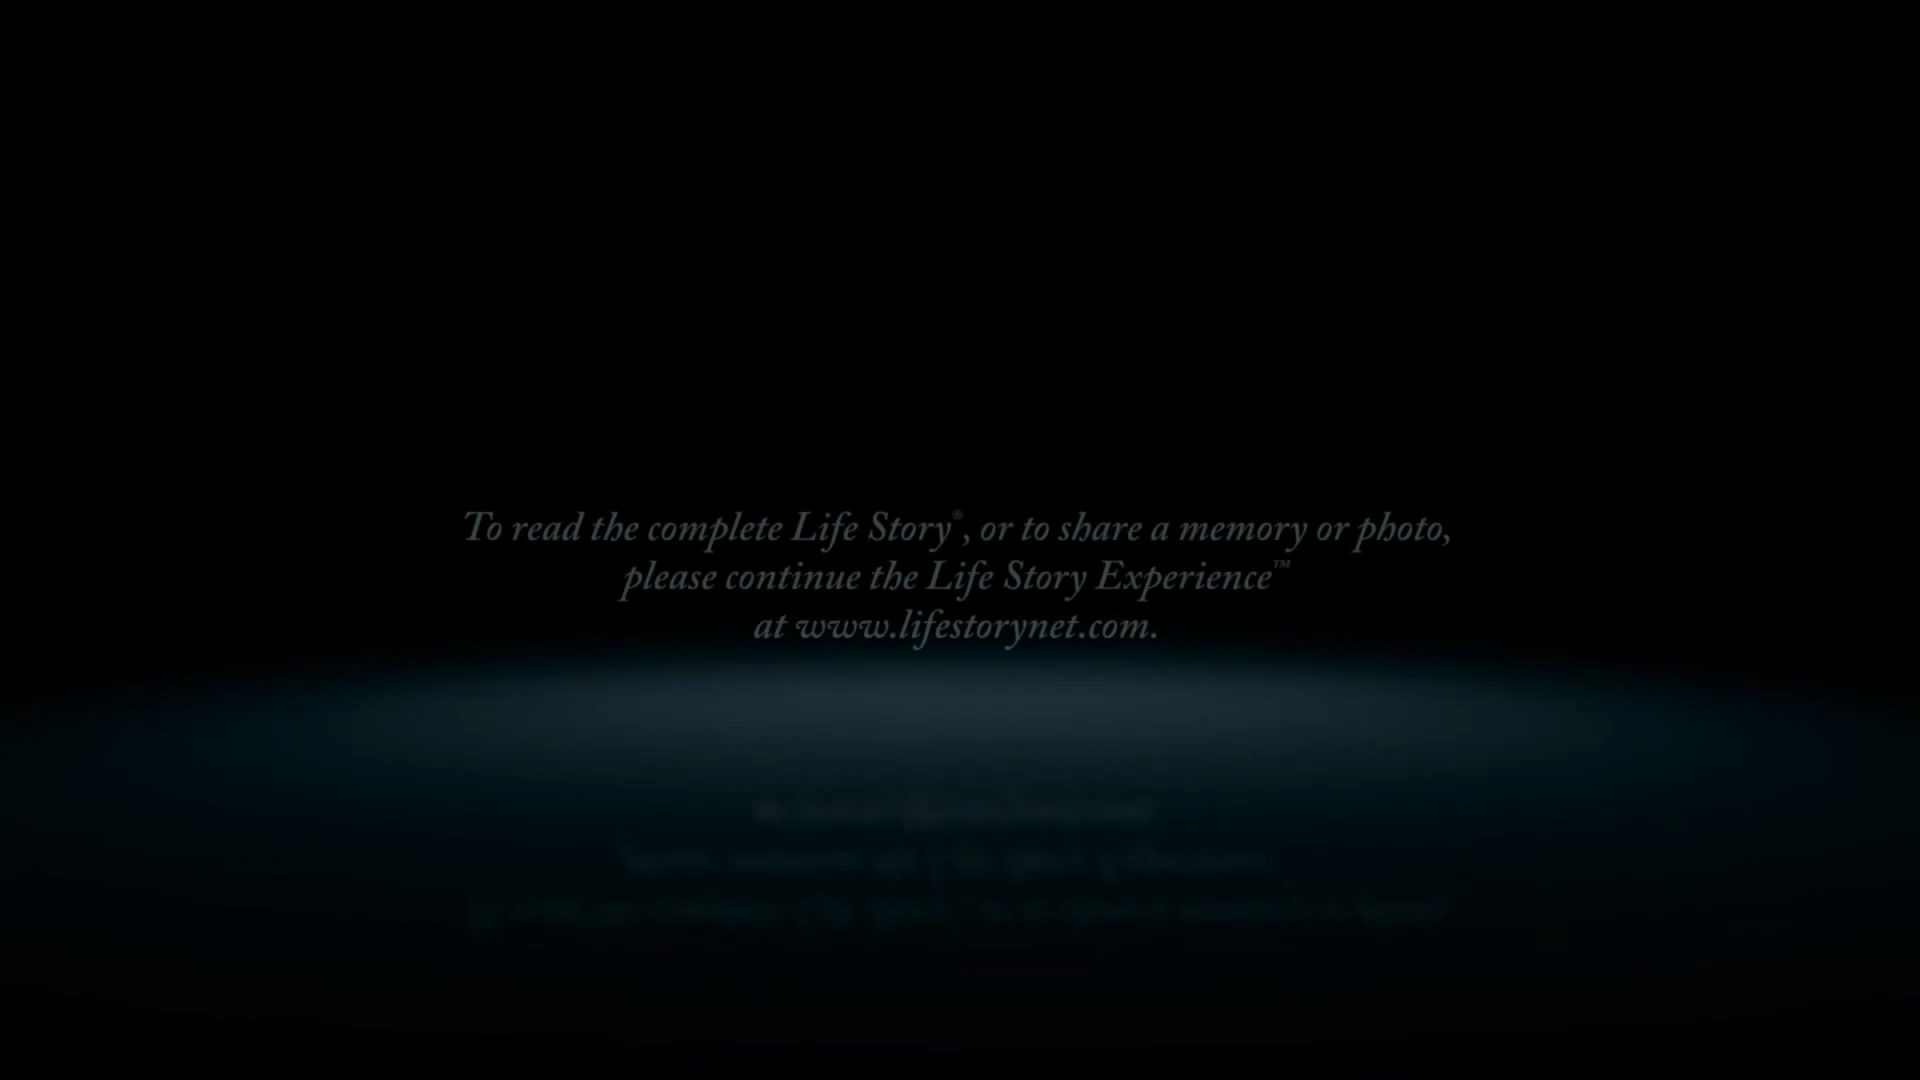 To read the complete Life Story®, or to share a memory or photo,
please continue the Life Story Experience™
at www.lifestorynet.com.